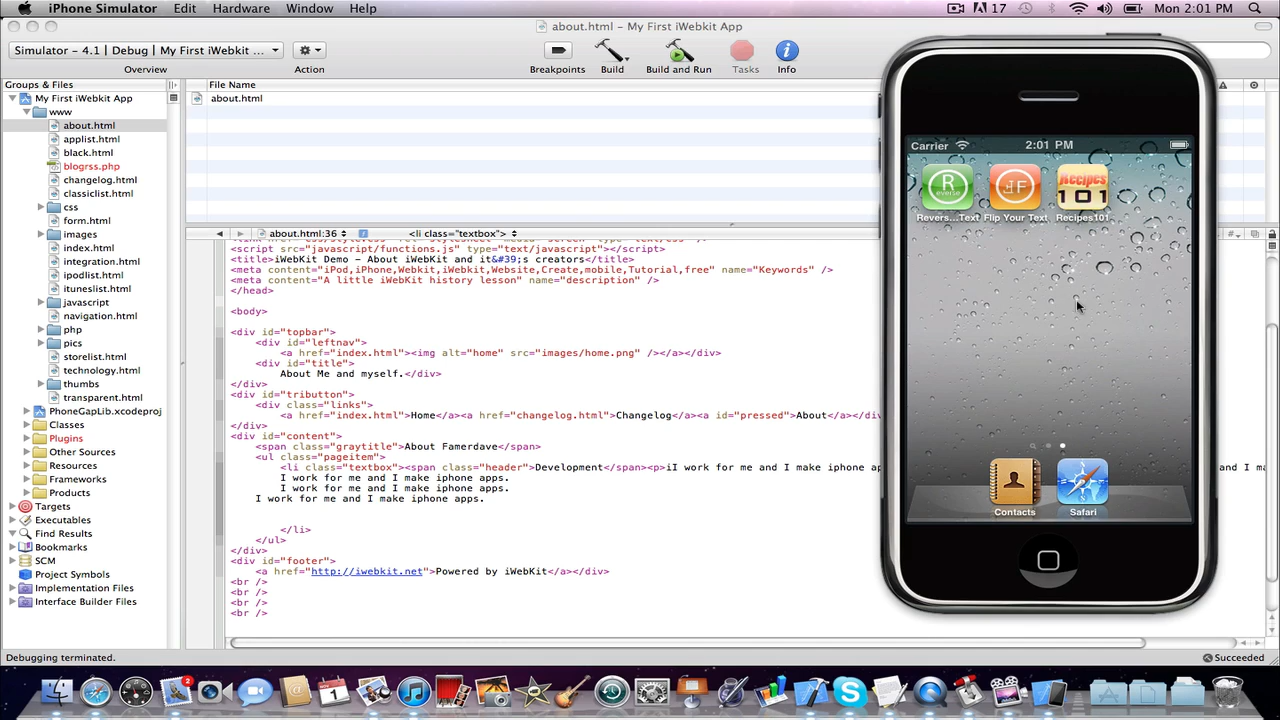 iPhone Simulator Edit Hardware Window Help 17 Mon 2:01 PM
about.html - My First iWebkit App
Simulator - 4.1 | Debug | My First iWebkit ...
Overview Action Breakpoints Build Build and Run Tasks Info
Groups & Files
File Name
My First iWebkit App
about.html
www
about.html
applist.html
black.html
blogrss.php
changelog.html
classiclist.html
css
form.html
images
index.html
integration.html
ipodlist.html
ituneslist.html
javascript
navigation.html
php
pics
storelist.html
technology.html
thumbs
transparent.html
PhoneGapLib.xcodeproj
Classes
Plugins
Other Sources
Resources
Frameworks
Products
Targets
Executables
Find Results
Bookmarks
SCM
Project Symbols
Implementation Files
Interface Builder Files
about.html:36 <li class="textbox">
<script src="javascript/functions.js" type="text/javascript"></script>
<title>iWebKit Demo - About iWebKit and it&#39;s creators</title>
<meta content="iPod,iPhone,Webkit,iWebkit,Website,Create,mobile,Tutorial,free" name="Keywords" />
<meta content="A little iWebKit history lesson" name="description" />
</head>
<body>
<div id="topbar">
<div id="leftnav">
<a href="index.html"><img alt="home" src="images/home.png" /></a></div>
<div id="title">
About Me and myself.</div>
</div>
<div id="tributton">
<div class="links">
<a href="index.html">Home</a><a href="changelog.html">Changelog</a><a id="pressed">About</a></di
</div>
<div id="content">
<span class="graytitle">About Famerdave</span>
<ul class="pageitem">
<li class="textbox"><span class="header">Development</span><p>iI work for me and I make iphone ap
I work for me and I make iphone apps.
I work for me and I make iphone apps.
I work for me and I make iphone apps.
</li>
</ul>
</div>
<div id="footer">
<a href="http://iwebkit.net">Powered by iWebKit</a></div>
<br />
<br />
<br />
<br />
Debugging terminated.
Succeeded
Carrier 2:01 PM
R
everse
FF
Recipes
101
Revers...Text Flip Your Text Recipes101
Contacts Safari
2
1